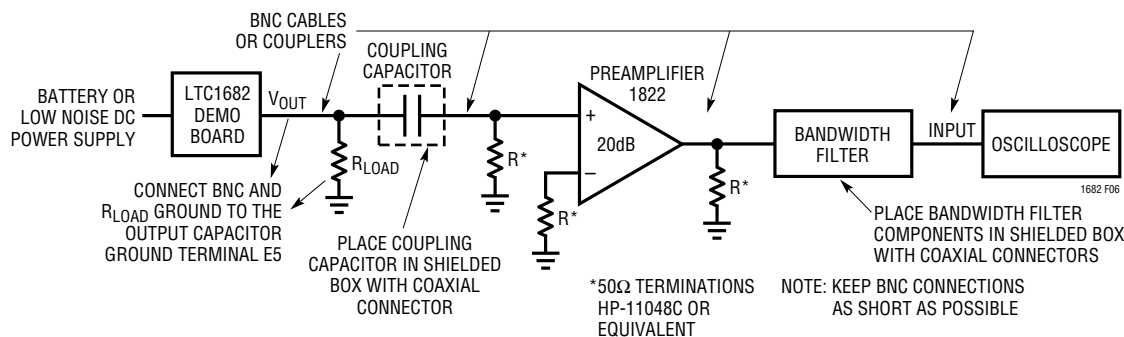 BNC CABLES
OR COUPLERS
COUPLING
CAPACITOR
PREAMPLIFIER
1822
BATTERY OR
LOW NOISE DC
POWER SUPPLY
LTC1682
DEMO
BOARD
VOUT
RLOAD
R*
+
20dB
–
R*
R*
BANDWIDTH
FILTER
INPUT
OSCILLOSCOPE
1682 F06
CONNECT BNC AND
RLOAD GROUND TO THE
OUTPUT CAPACITOR
GROUND TERMINAL E5
PLACE COUPLING
CAPACITOR IN SHIELDED
BOX WITH COAXIAL
CONNECTOR
PLACE BANDWIDTH FILTER
COMPONENTS IN SHIELDED BOX
WITH COAXIAL CONNECTORS
*50Ω TERMINATIONS
HP-11048C OR
EQUIVALENT
NOTE: KEEP BNC CONNECTIONS
AS SHORT AS POSSIBLE